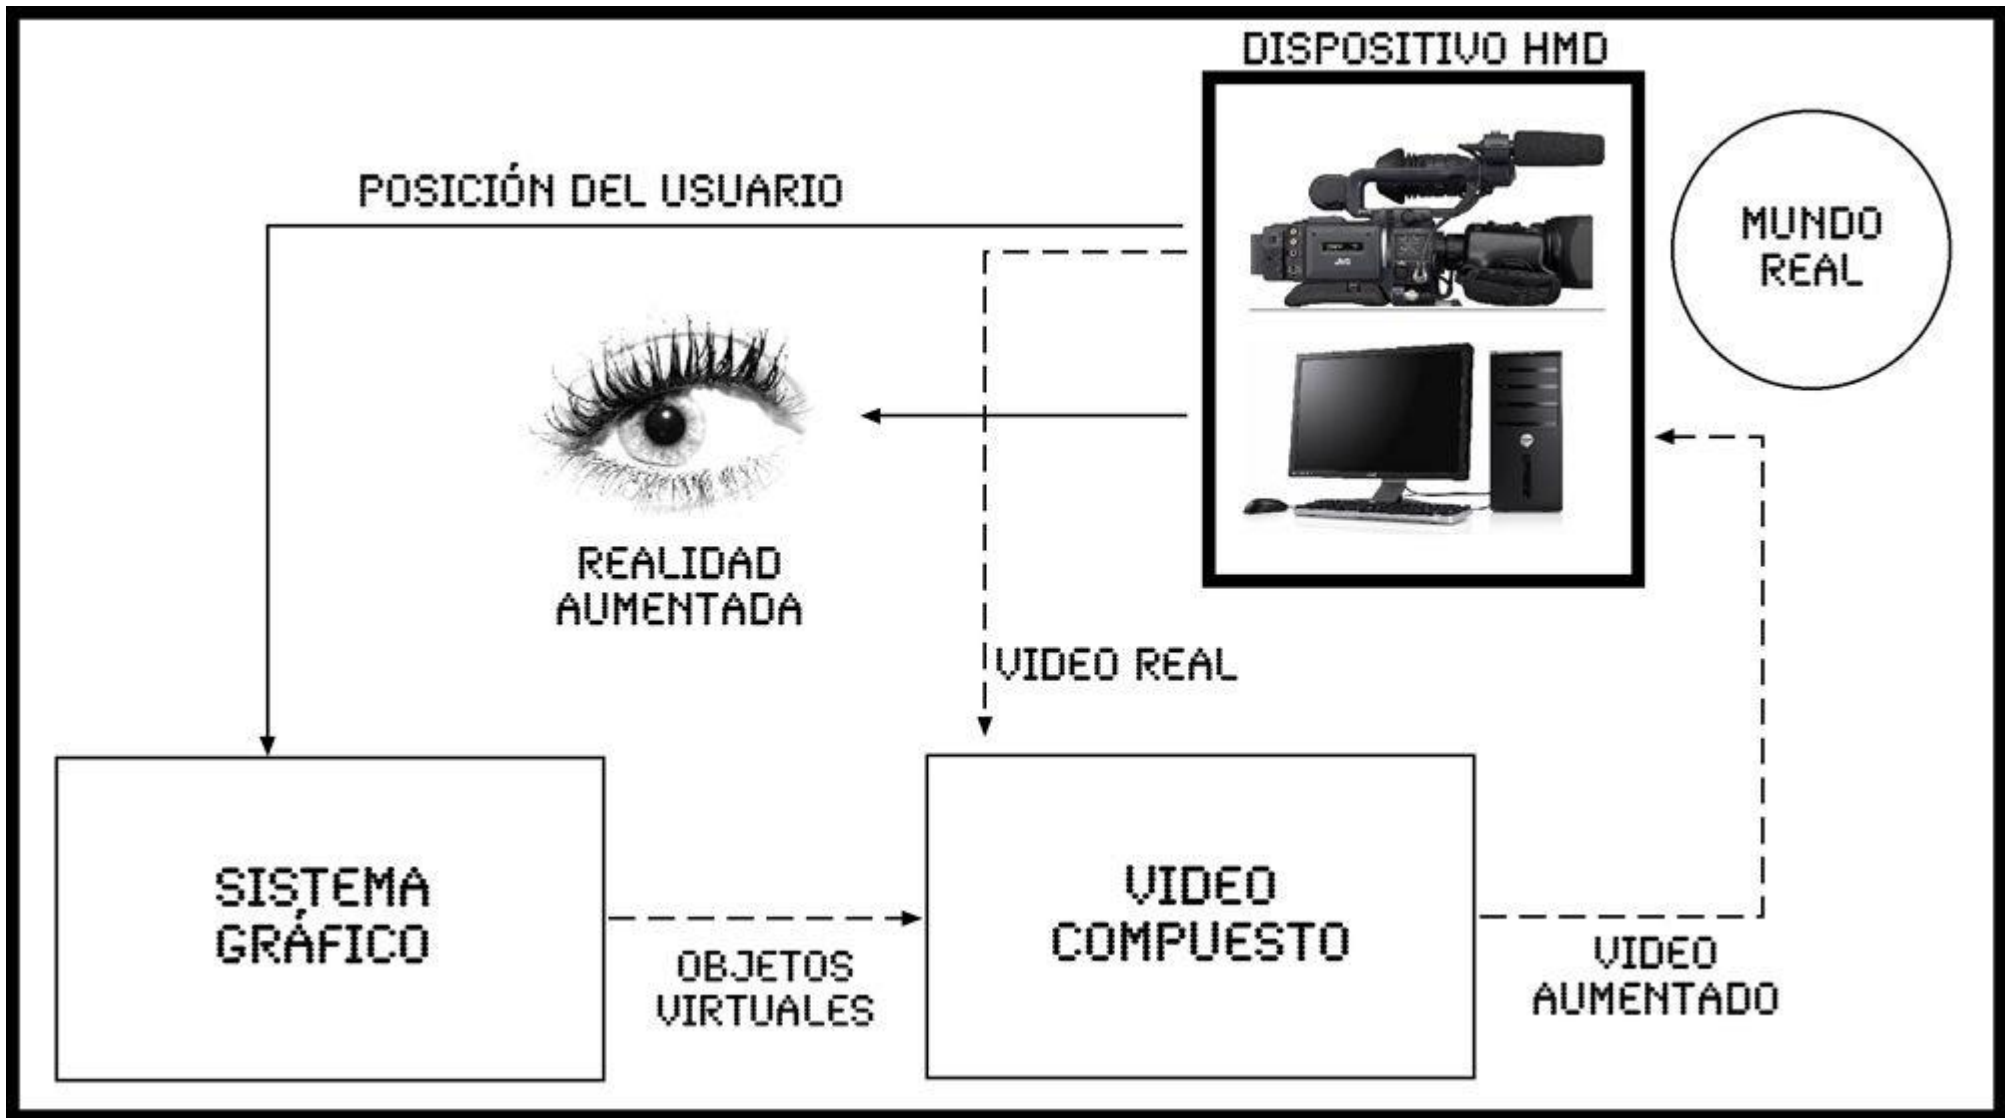 DISPOSITIVO HMD
POSICIÓN DEL USUARIO
MUNDO
REAL
JVC
REALIDAD
AUMENTADA
VIDEO REAL
SISTEMA
GRÁFICO
OBJETOS
VIRTUALES
VIDEO
COMPUESTO
VIDEO
AUMENTADO